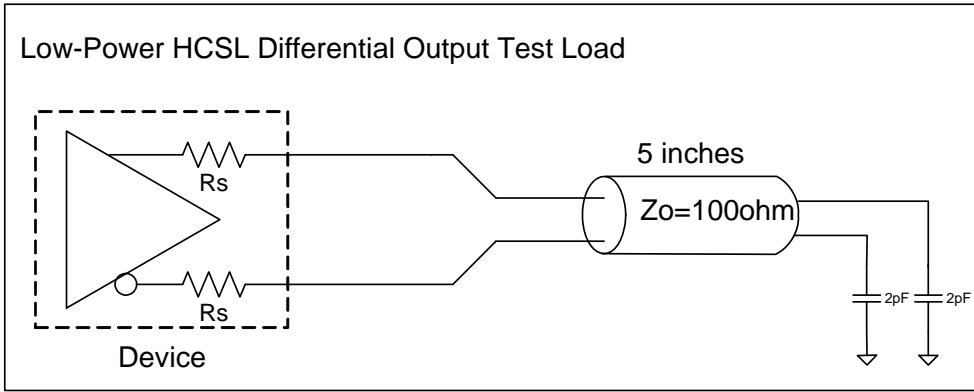 Low-Power HCSL Differential Output Test Load
Rs
5 inches
Zo=100ohm
Rs
2pF 2pF
Device